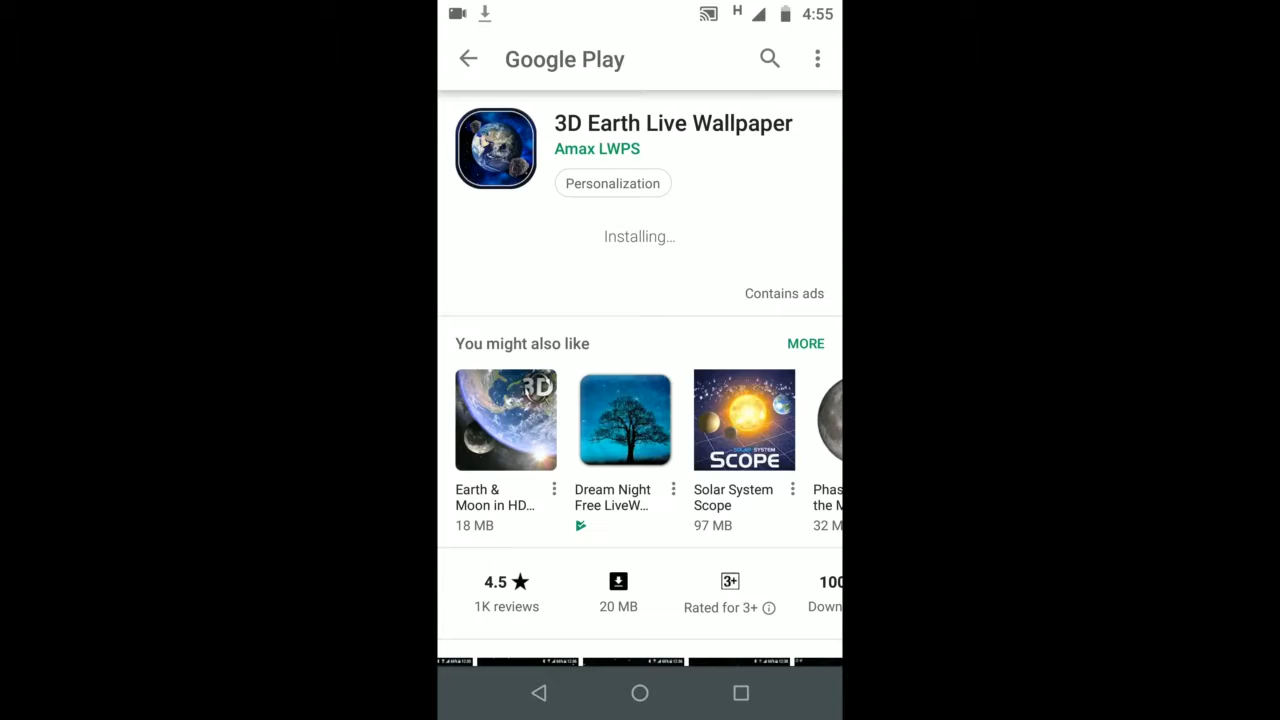 H 4:55
Google Play
3D Earth Live Wallpaper
Amax LWPS
Personalization
Installing...
Contains ads
You might also like
MORE
3D
SOLAR SYSTEM
SCOPE
Earth &
Moon in HD...
18 MB
Dream Night
Free LiveW...
Solar System
Scope
97 MB
Phas
the M
32 M
4.5 ★
1K reviews
20 MB
3+
Rated for 3+
100
Down